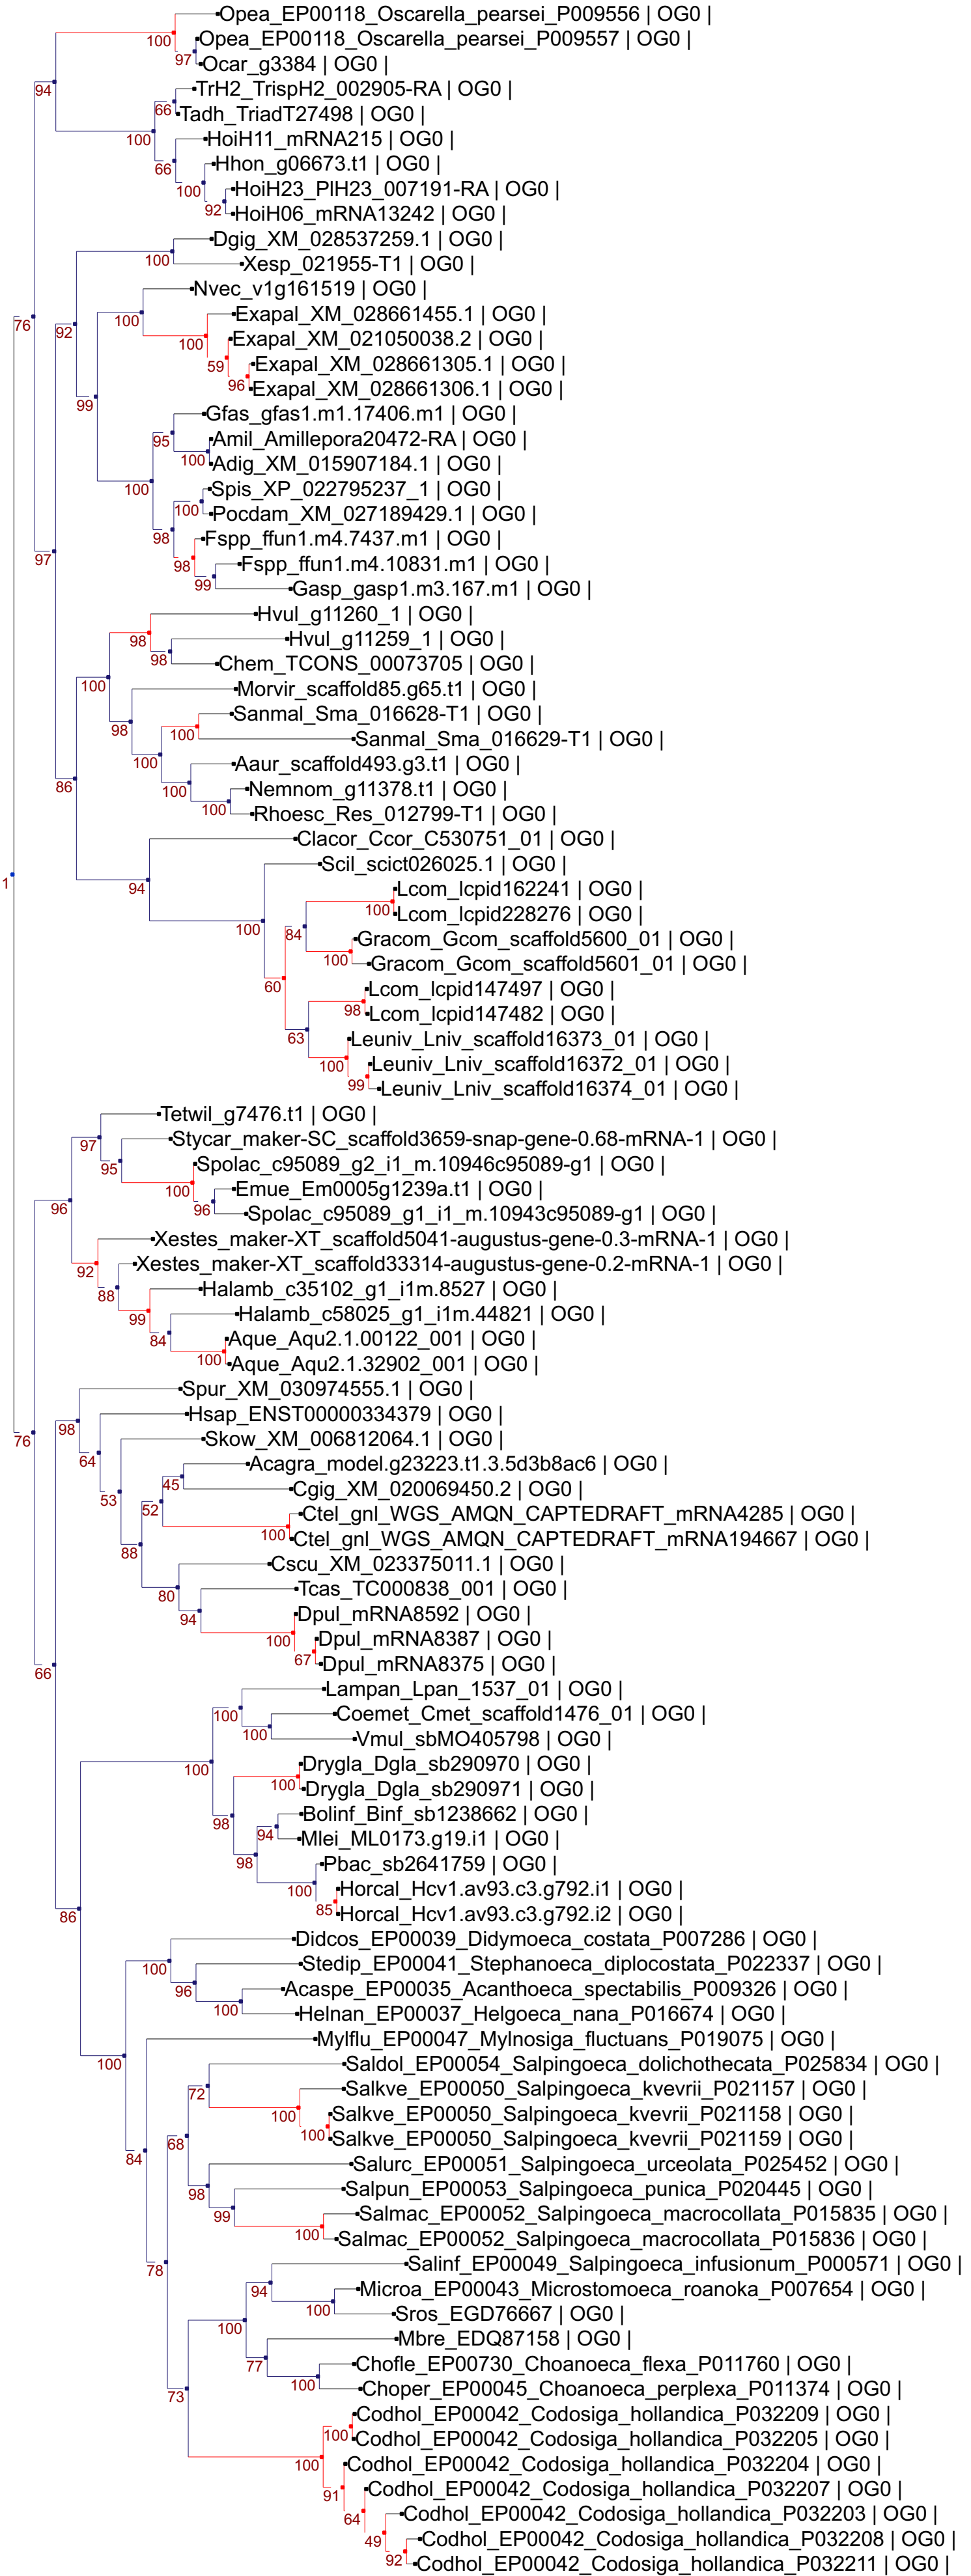 Opea_EP00118_Oscarella_pearsei_P009556 | OG0 |
100
Opea_EP00118_Oscarella_pearsei_P009557 | OG0 |
97
Ocar_g3384 | OG0 |
94
TrH2_TrispH2_002905-RA | OG0 |
66
Tadh_TriadT27498 | OG0 |
100
HoiH11_mRNA215 | OG0 |
66
Hhon_g06673.t1 | OG0 |
100
HoiH23_PlH23_007191-RA | OG0 |
92
HoiH06_mRNA13242 | OG0 |
Dgig_XM_028537259.1 | OG0 |
100
Xesp_021955-T1 | OG0 |
Nvec_v1g161519 | OG0 |
76
92
100
Exapal_XM_028661455.1 | OG0 |
100
Exapal_XM_021050038.2 | OG0 |
59
Exapal_XM_028661305.1 | OG0 |
96
Exapal_XM_028661306.1 | OG0 |
99
Gfas_gfas1.m1.17406.m1 | OG0 |
95
Amil_Amillepora20472-RA | OG0 |
100
Adig_XM_015907184.1 | OG0 |
100
Spis_XP_022795237_1 | OG0 |
100
Pocdam_XM_027189429.1 | OG0 |
98
Fspp_ffun1.m4.7437.m1 | OG0 |
97
98
Fspp_ffun1.m4.10831.m1 | OG0 |
99
Gasp_gasp1.m3.167.m1 | OG0 |
Hvul_g11260_1 | OG0 |
98
Hvul_g11259_1 | OG0 |
98
Chem_TCONS_00073705 | OG0 |
100
Morvir_scaffold85.g65.t1 | OG0 |
98
Sanmal_Sma_016628-T1 | OG0 |
100
Sanmal_Sma_016629-T1 | OG0 |
100
Aaur_scaffold493.g3.t1 | OG0 |
86
100
Nemnom_g11378.t1 | OG0 |
100
Rhoesc_Res_012799-T1 | OG0 |
Clacor_Ccor_C530751_01 | OG0 |
Scil_scict026025.1 | OG0 |
1
94
Lcom_lcpid162241 | OG0 |
100
Lcom_lcpid228276 | OG0 |
100
84
Gracom_Gcom_scaffold5600_01 | OG0 |
100
Gracom_Gcom_scaffold5601_01 | OG0 |
60
Lcom_lcpid147497 | OG0 |
98
Lcom_lcpid147482 | OG0 |
63
Leuniv_Lniv_scaffold16373_01 | OG0 |
100
Leuniv_Lniv_scaffold16372_01 | OG0 |
99
Leuniv_Lniv_scaffold16374_01 | OG0 |
Tetwil_g7476.t1 | OG0 |
97
Stycar_maker-SC_scaffold3659-snap-gene-0.68-mRNA-1 | OG0 |
95
Spolac_c95089_g2_i1_m.10946c95089-g1 | OG0 |
100
Emue_Em0005g1239a.t1 | OG0 |
96
96
Spolac_c95089_g1_i1_m.10943c95089-g1 | OG0 |
Xestes_maker-XT_scaffold5041-augustus-gene-0.3-mRNA-1 | OG0 |
92
Xestes_maker-XT_scaffold33314-augustus-gene-0.2-mRNA-1 | OG0 |
88
Halamb_c35102_g1_i1m.8527 | OG0 |
99
Halamb_c58025_g1_i1m.44821 | OG0 |
84
Aque_Aqu2.1.00122_001 | OG0 |
100
Aque_Aqu2.1.32902_001 | OG0 |
Spur_XM_030974555.1 | OG0 |
98
Hsap_ENST00000334379 | OG0 |
76
64
Skow_XM_006812064.1 | OG0 |
Acagra_model.g23223.t1.3.5d3b8ac6 | OG0 |
45
53
Cgig_XM_020069450.2 | OG0 |
52
Ctel_gnl_WGS_AMQN_CAPTEDRAFT_mRNA4285 | OG0 |
100
Ctel_gnl_WGS_AMQN_CAPTEDRAFT_mRNA194667 | OG0 |
88
Cscu_XM_023375011.1 | OG0 |
80
Tcas_TC000838_001 | OG0 |
94
Dpul_mRNA8592 | OG0 |
100
Dpul_mRNA8387 | OG0 |
67
Dpul_mRNA8375 | OG0 |
66
Lampan_Lpan_1537_01 | OG0 |
100
Coemet_Cmet_scaffold1476_01 | OG0 |
100
Vmul_sbMO405798 | OG0 |
100
Drygla_Dgla_sb290970 | OG0 |
100
Drygla_Dgla_sb290971 | OG0 |
98
Bolinf_Binf_sb1238662 | OG0 |
94
Mlei_ML0173.g19.i1 | OG0 |
98
Pbac_sb2641759 | OG0 |
100
Horcal_Hcv1.av93.c3.g792.i1 | OG0 |
85
Horcal_Hcv1.av93.c3.g792.i2 | OG0 |
86
Didcos_EP00039_Didymoeca_costata_P007286 | OG0 |
100
Stedip_EP00041_Stephanoeca_diplocostata_P022337 | OG0 |
96
Acaspe_EP00035_Acanthoeca_spectabilis_P009326 | OG0 |
100
Helnan_EP00037_Helgoeca_nana_P016674 | OG0 |
Mylflu_EP00047_Mylnosiga_fluctuans_P019075 | OG0 |
100
Saldol_EP00054_Salpingoeca_dolichothecata_P025834 | OG0 |
72
Salkve_EP00050_Salpingoeca_kvevrii_P021157 | OG0 |
100
Salkve_EP00050_Salpingoeca_kvevrii_P021158 | OG0 |
100
Salkve_EP00050_Salpingoeca_kvevrii_P021159 | OG0 |
68
84
Salurc_EP00051_Salpingoeca_urceolata_P025452 | OG0 |
98
Salpun_EP00053_Salpingoeca_punica_P020445 | OG0 |
99
Salmac_EP00052_Salpingoeca_macrocollata_P015835 | OG0 |
100
Salmac_EP00052_Salpingoeca_macrocollata_P015836 | OG0 |
78
Salinf_EP00049_Salpingoeca_infusionum_P000571 | OG0 |
94
Microa_EP00043_Microstomoeca_roanoka_P007654 | OG0 |
100
Sros_EGD76667 | OG0 |
100
Mbre_EDQ87158 | OG0 |
77
Chofle_EP00730_Choanoeca_flexa_P011760 | OG0 |
100
Choper_EP00045_Choanoeca_perplexa_P011374 | OG0 |
73
Codhol_EP00042_Codosiga_hollandica_P032209 | OG0 |
100
Codhol_EP00042_Codosiga_hollandica_P032205 | OG0 |
100
Codhol_EP00042_Codosiga_hollandica_P032204 | OG0 |
91
Codhol_EP00042_Codosiga_hollandica_P032207 | OG0 |
64
Codhol_EP00042_Codosiga_hollandica_P032203 | OG0 |
49
Codhol_EP00042_Codosiga_hollandica_P032208 | OG0 |
92
Codhol_EP00042_Codosiga_hollandica_P032211 | OG0 |